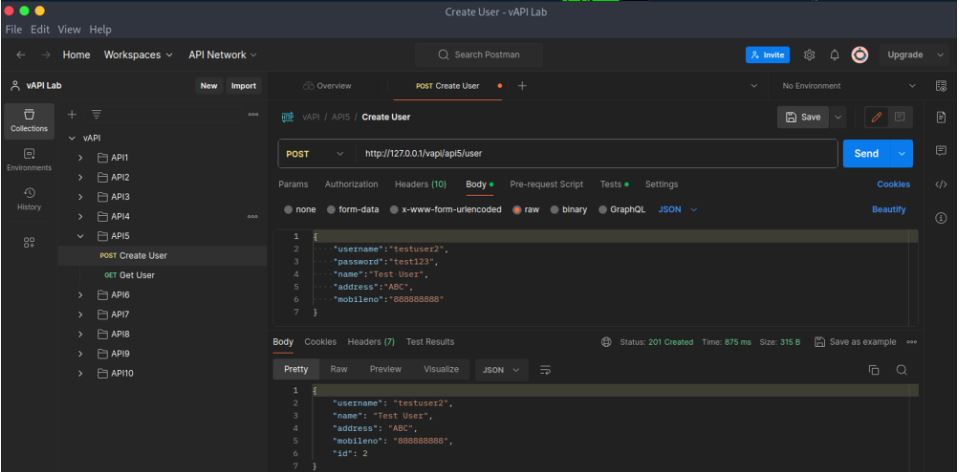 Create User - vAPI Lab
File Edit View Help
Home Workspaces API Network Search Postman Invite Upgrade
vAPI Lab New Import Overview POST Create User No Environment
Collections
Environments
History
vAPI
API1
API2
API3
API4
API5
POST Create User
GET Get User
API6
API7
API8
API9
API10
vAPI / API5 / Create User Save
POST http://127.0.0.1/vapi/api5/user Send
Params Authorization Headers (10) Body Pre-request Script Tests Settings Cookies
none form-data x-www-form-urlencoded raw binary GraphQL JSON Beautify
1 {
2 ····"username":"testuser2",
3 ····"password":"test123",
4 ····"name":"Test·User",
5 ····"address":"ABC",
6 ····"mobileno":"888888888"
7 }
Body Cookies Headers (7) Test Results Status: 201 Created Time: 875 ms Size: 315 B Save as example
Pretty Raw Preview Visualize JSON
1 {
2 "username": "testuser2",
3 "name": "Test User",
4 "address": "ABC",
5 "mobileno": "888888888",
6 "id": 2
7 }